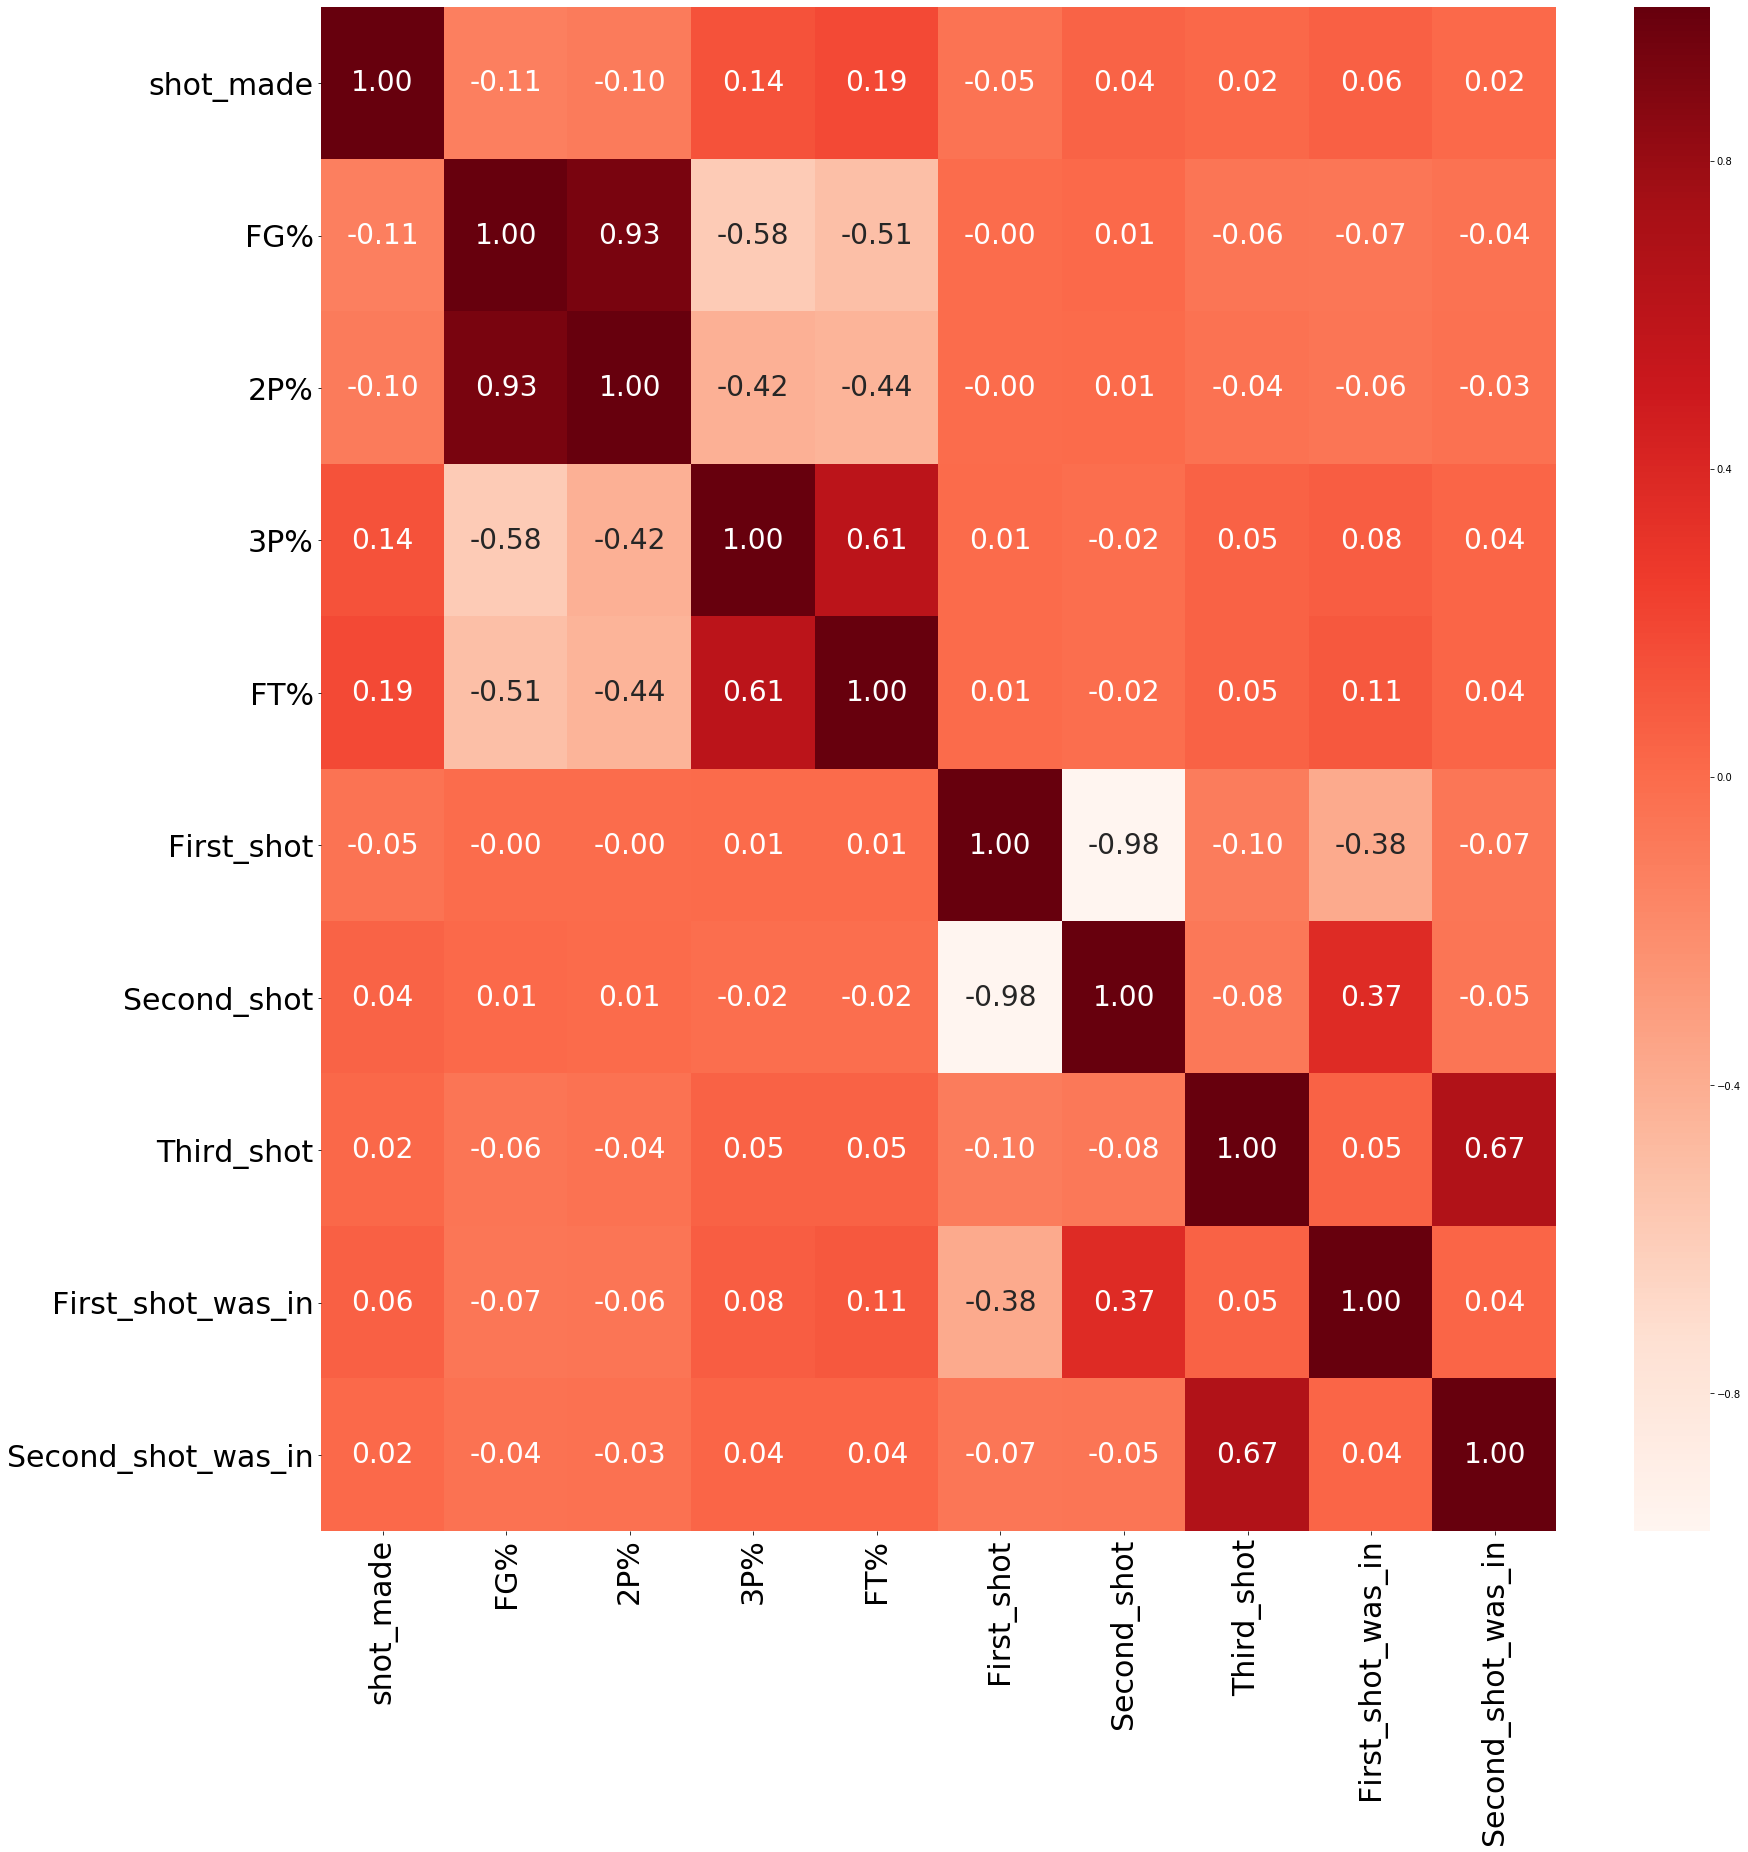 shot_made 1.00 -0.11 -0.10 0.14 0.19 -0.05 0.04 0.02 0.06 0.02
FG% -0.11 1.00 0.93 -0.58 -0.51 -0.00 0.01 -0.06 -0.07 -0.04
2P% -0.10 0.93 1.00 -0.42 -0.44 -0.00 0.01 -0.04 -0.06 -0.03
3P% 0.14 -0.58 -0.42 1.00 0.61 0.01 -0.02 0.05 0.08 0.04
FT% 0.19 -0.51 -0.44 0.61 1.00 0.01 -0.02 0.05 0.11 0.04
First_shot -0.05 -0.00 -0.00 0.01 0.01 1.00 -0.98 -0.10 -0.38 -0.07
Second_shot 0.04 0.01 0.01 -0.02 -0.02 -0.98 1.00 -0.08 0.37 -0.05
Third_shot 0.02 -0.06 -0.04 0.05 0.05 -0.10 -0.08 1.00 0.05 0.67
First_shot_was_in 0.06 -0.07 -0.06 0.08 0.11 -0.38 0.37 0.05 1.00 0.04
Second_shot_was_in 0.02 -0.04 -0.03 0.04 0.04 -0.07 -0.05 0.67 0.04 1.00
shot_made
FG%
2P%
3P%
FT%
First_shot
Second_shot
Third_shot
First_shot_was_in
Second_shot_was_in
0.8
0.4
0.0
−0.4
−0.8